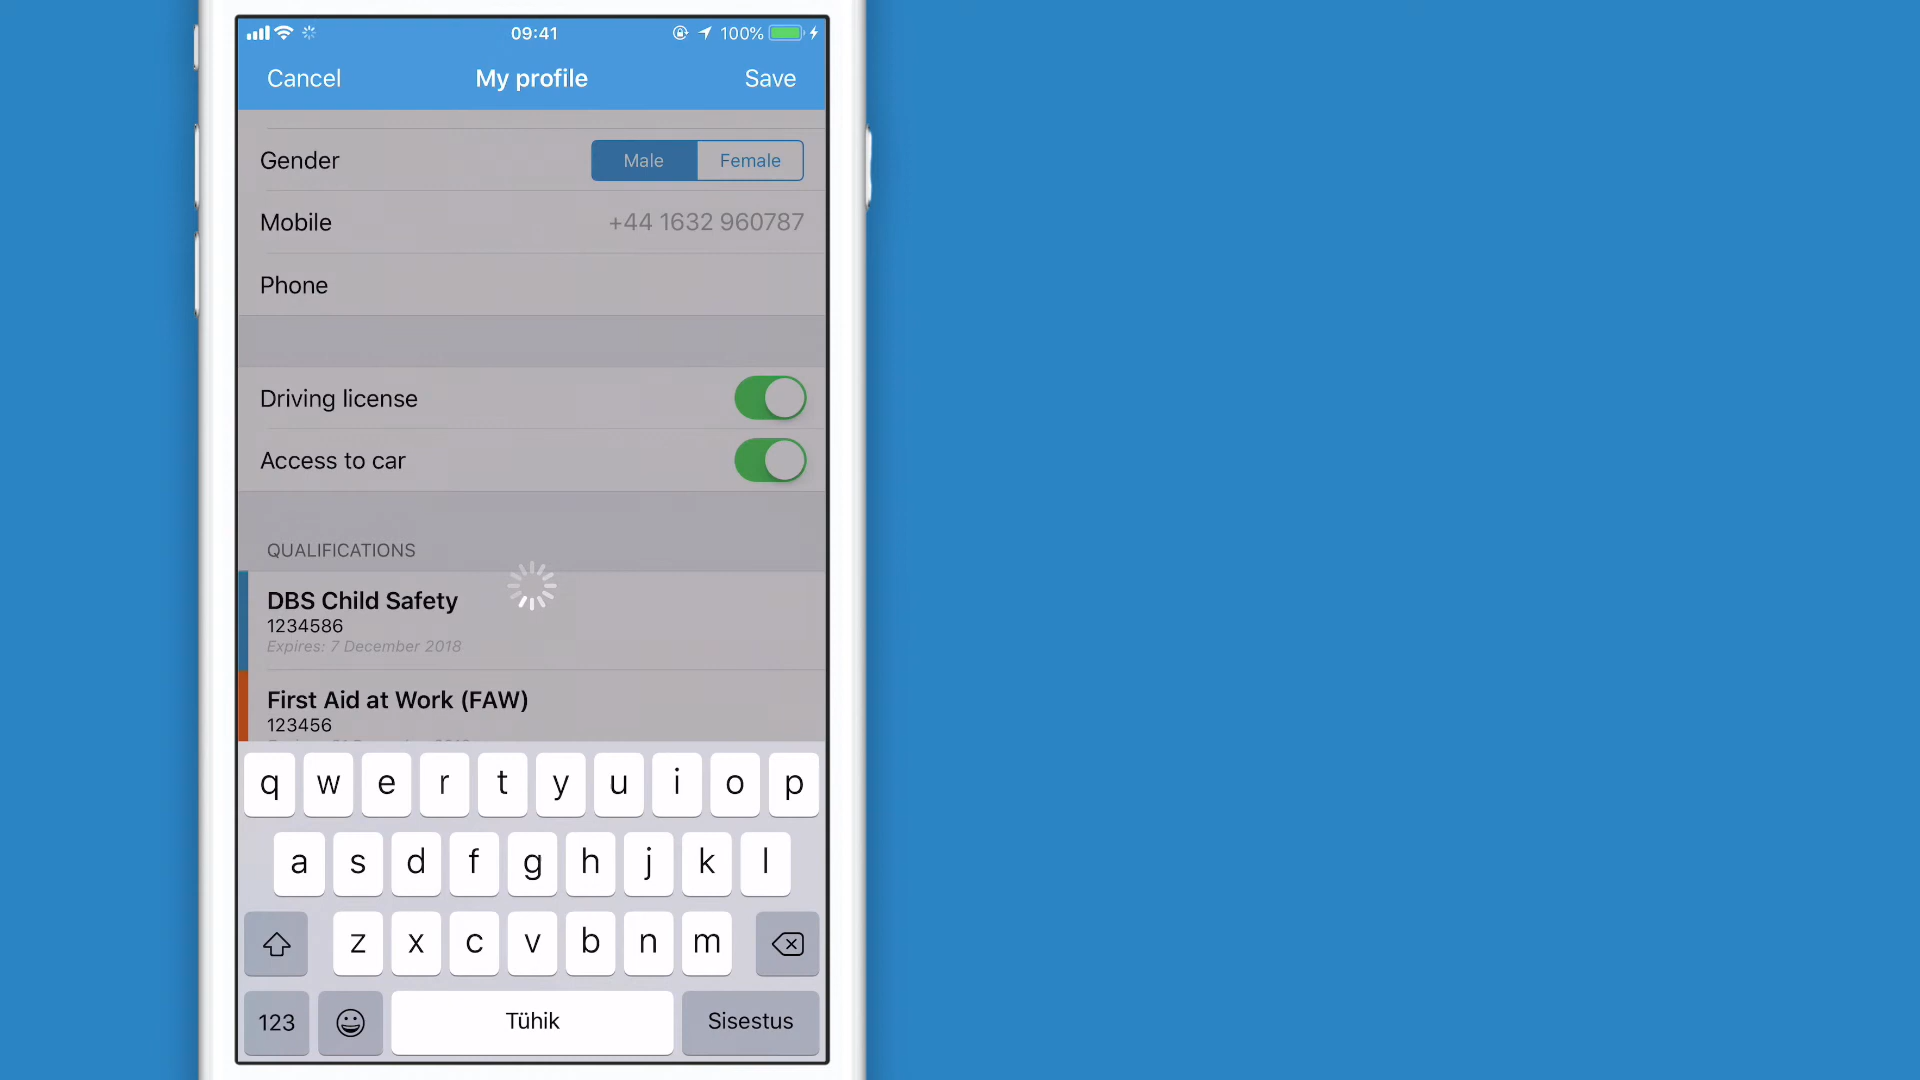 09:41
100%
Cancel
My profile
Save
Gender
Male
Female
Mobile
+44 1632 960787
Phone
Driving license
Access to car
QUALIFICATIONS
DBS Child Safety
1234586
Expires: 7 December 2018
First Aid at Work (FAW)
123456
q w e r t y u i o p
a s d f g h j k l
z x c v b n m
123
Tühik
Sisestus